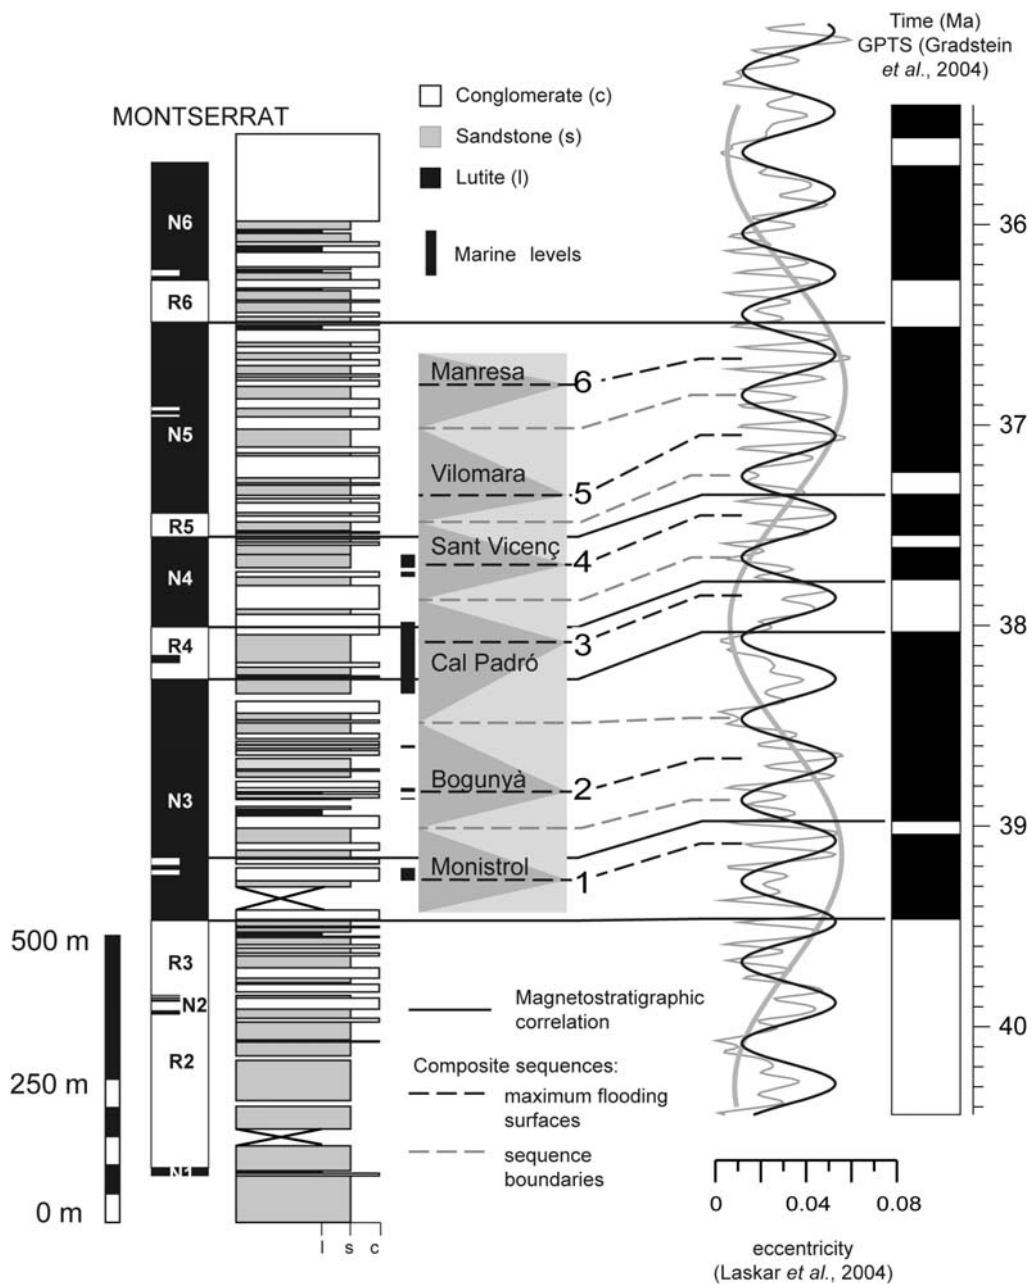 Time (Ma)
GPTS (Gradstein
et al., 2004)
MONTSERRAT
Conglomerate (c)
Sandstone (s)
Lutite (l)
Marine levels
N6
R6
N5
R5
N4
R4
N3
R3
N2
R2
N1
Manresa
6
Vilomara
5
Sant Vicenç
4
3
Cal Padró
Bogunyà
2
Monistrol
1
36
37
38
39
40
500 m
250 m
0 m
l s c
Magnetostratigraphic
correlation
Composite sequences:
maximum flooding
surfaces
sequence
boundaries
0 0.04 0.08
eccentricity
(Laskar et al., 2004)